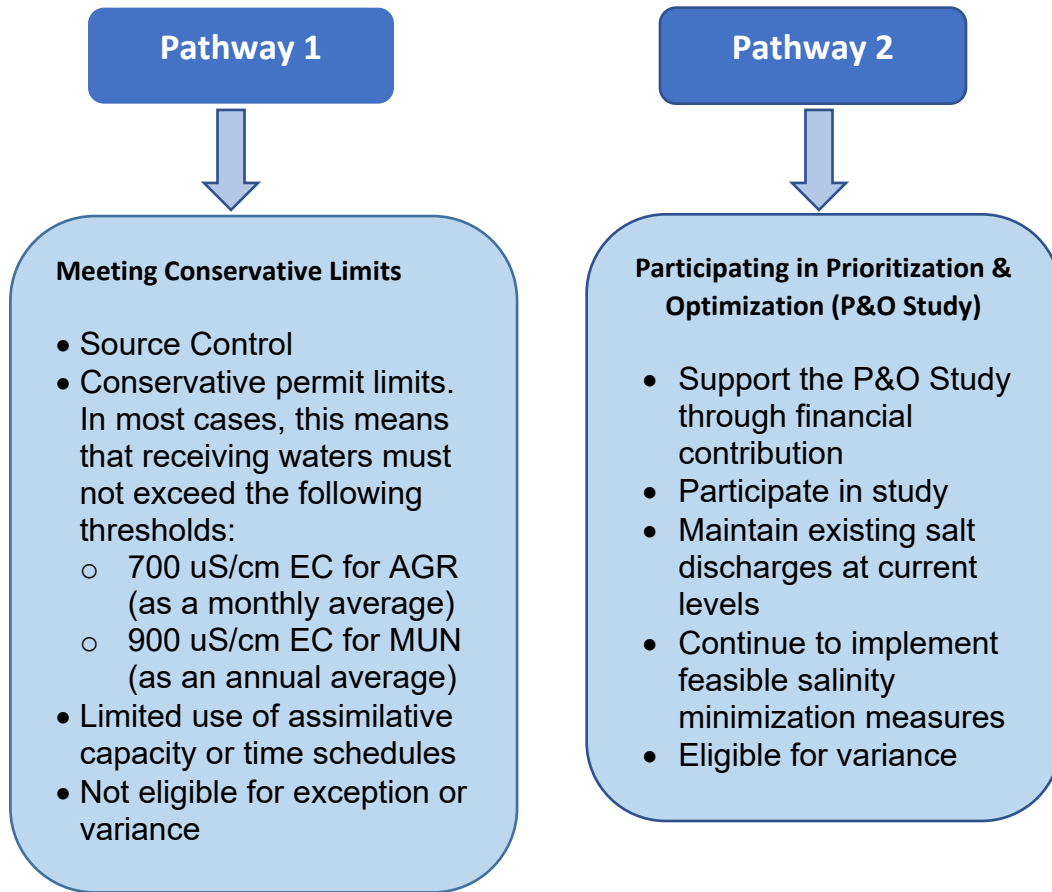 Pathway 1
Meeting Conservative Limits
• Source Control
• Conservative permit limits.
In most cases, this means
that receiving waters must
not exceed the following
thresholds:
o 700 uS/cm EC for AGR
(as a monthly average)
o 900 uS/cm EC for MUN
(as an annual average)
• Limited use of assimilative
capacity or time schedules
• Not eligible for exception or
variance
Pathway 2
Participating in Prioritization &
Optimization (P&O Study)
• Support the P&O Study
through financial
contribution
• Participate in study
• Maintain existing salt
discharges at current
levels
• Continue to implement
feasible salinity
minimization measures
• Eligible for variance